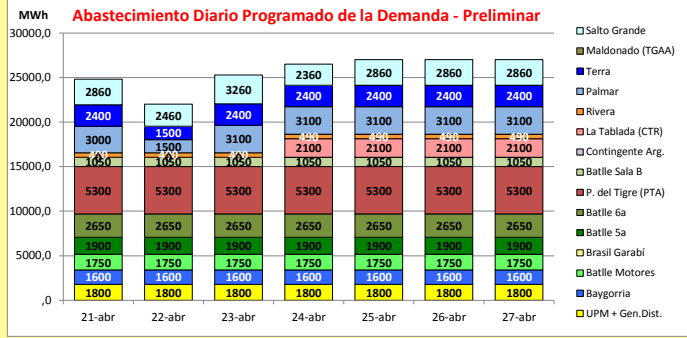 MWh Abastecimiento Diario Programado de la Demanda - Preliminar
30000,0
25000,0
20000,0
15000,0
10000,0
5000,0
,0
2860 2460 3260 2360 2860 2860 2860
2400 1500 2400 2400 2400 2400 2400
3000 1500 3100 3100 3100 3100 3100
490 490 490 490
2100 2100 2100 2100
1050 1050 1050 1050 1050 1050 1050
5300 5300 5300 5300 5300 5300 5300
2650 2650 2650 2650 2650 2650 2650
1900 1900 1900 1900 1900 1900 1900
1750 1750 1750 1750 1750 1750 1750
1600 1600 1600 1600 1600 1600 1600
1800 1800 1800 1800 1800 1800 1800
21-abr 22-abr 23-abr 24-abr 25-abr 26-abr 27-abr
Salto Grande
Maldonado (TGAA)
Terra
Palmar
Rivera
La Tablada (CTR)
Contingente Arg.
Batlle Sala B
P. del Tigre (PTA)
Batlle 6a
Batlle 5a
Brasil Garabí
Batlle Motores
Baygorria
UPM + Gen.Dist.